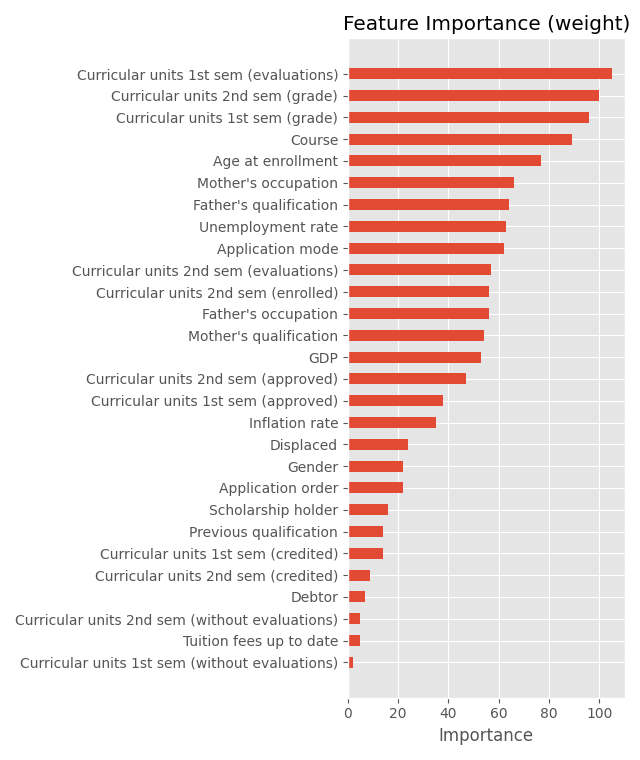 Feature Importance (weight)
Curricular units 1st sem (evaluations)
Curricular units 2nd sem (grade)
Curricular units 1st sem (grade)
Course
Age at enrollment
Mother's occupation
Father's qualification
Unemployment rate
Application mode
Curricular units 2nd sem (evaluations)
Curricular units 2nd sem (enrolled)
Father's occupation
Mother's qualification
GDP
Curricular units 2nd sem (approved)
Curricular units 1st sem (approved)
Inflation rate
Displaced
Gender
Application order
Scholarship holder
Previous qualification
Curricular units 1st sem (credited)
Curricular units 2nd sem (credited)
Debtor
Curricular units 2nd sem (without evaluations)
Tuition fees up to date
Curricular units 1st sem (without evaluations)
0 20 40 60 80 100
Importance